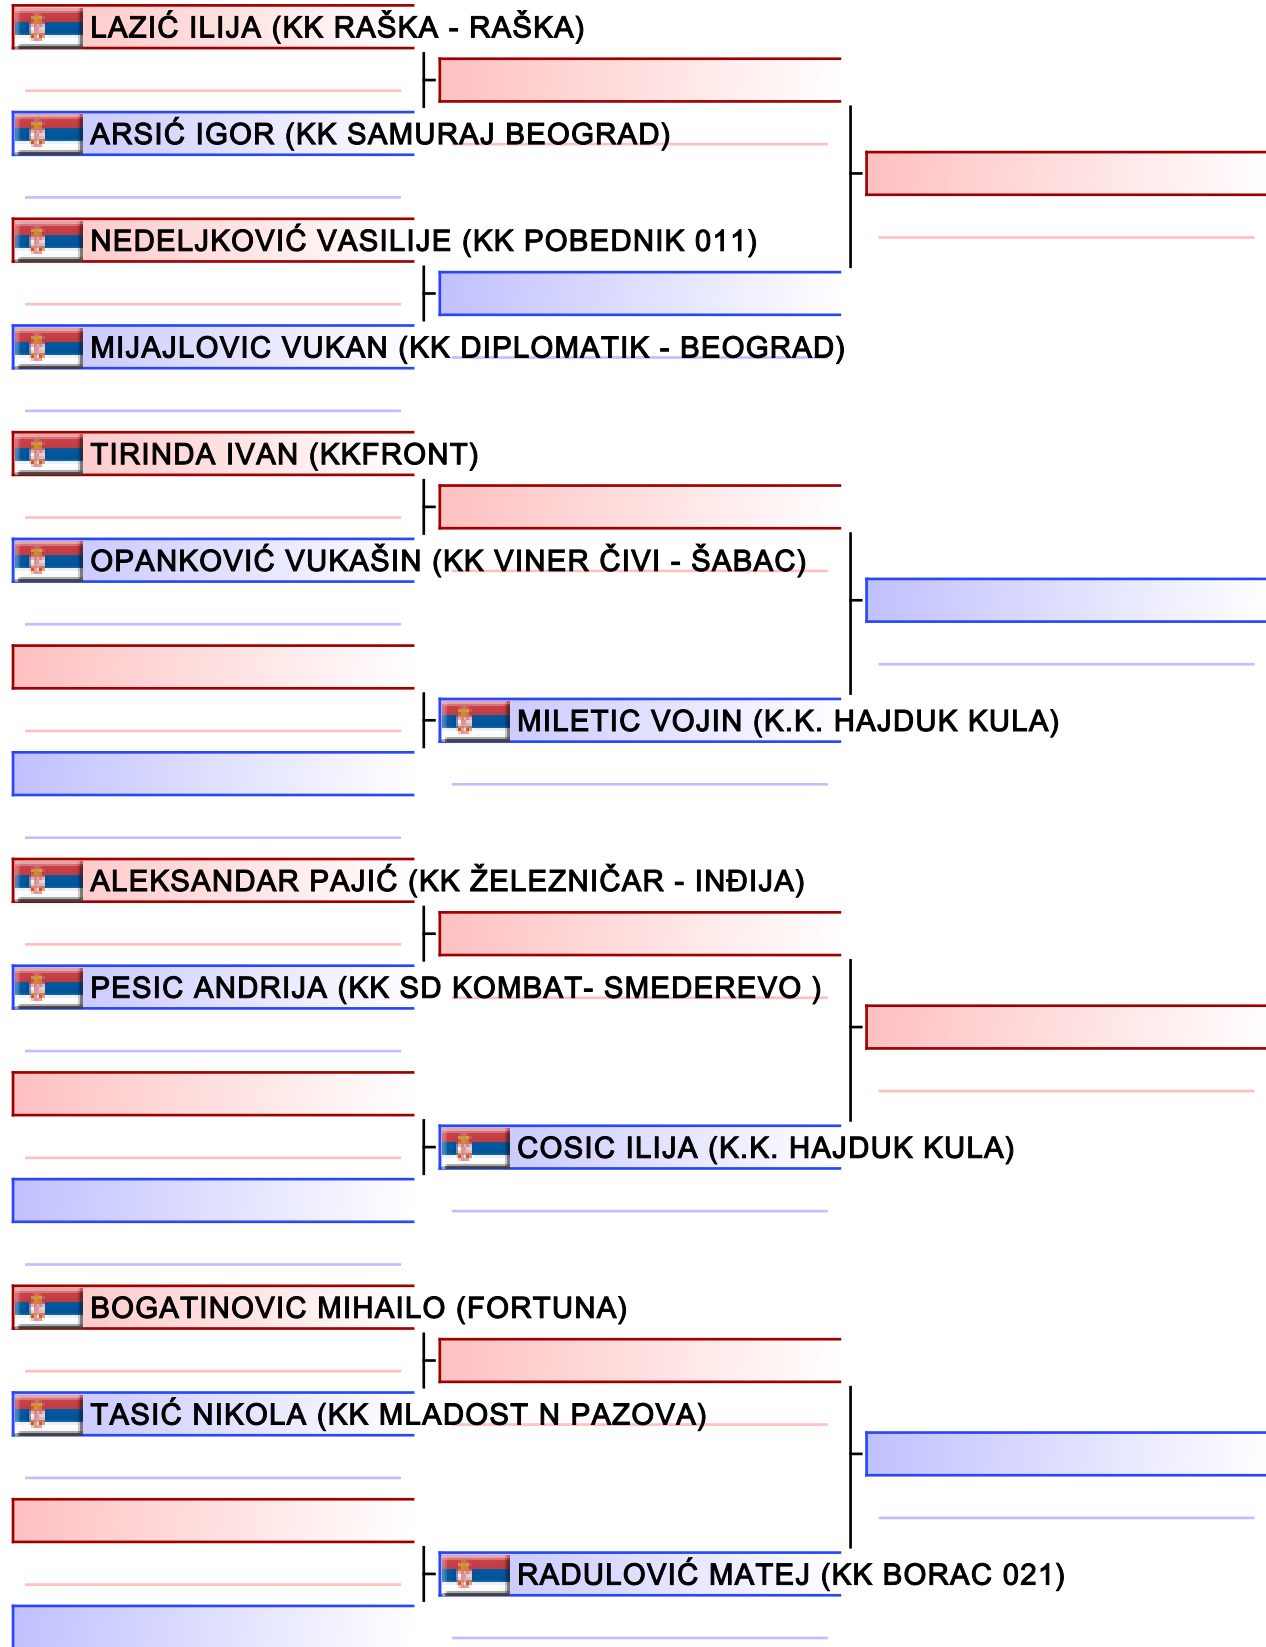 LAZIĆ ILIJA (KK RAŠKA - RAŠKA)
ARSIĆ IGOR (KK SAMURAJ BEOGRAD)
NEDELJKOVIĆ VASILIJE (KK POBEDNIK 011)
MIJAJLOVIC VUKAN (KK DIPLOMATIK - BEOGRAD)
TIRINDA IVAN (KKFRONT)
OPANKOVIĆ VUKAŠIN (KK VINER ČIVI - ŠABAC)
MILETIC VOJIN (K.K. HAJDUK KULA)
ALEKSANDAR PAJIĆ (KK ŽELEZNIČAR - INĐIJA)
PESIC ANDRIJA (KK SD KOMBAT- SMEDEREVO )
COSIC ILIJA (K.K. HAJDUK KULA)
BOGATINOVIC MIHAILO (FORTUNA)
TASIĆ NIKOLA (KK MLADOST N PAZOVA)
RADULOVIĆ MATEJ (KK BORAC 021)